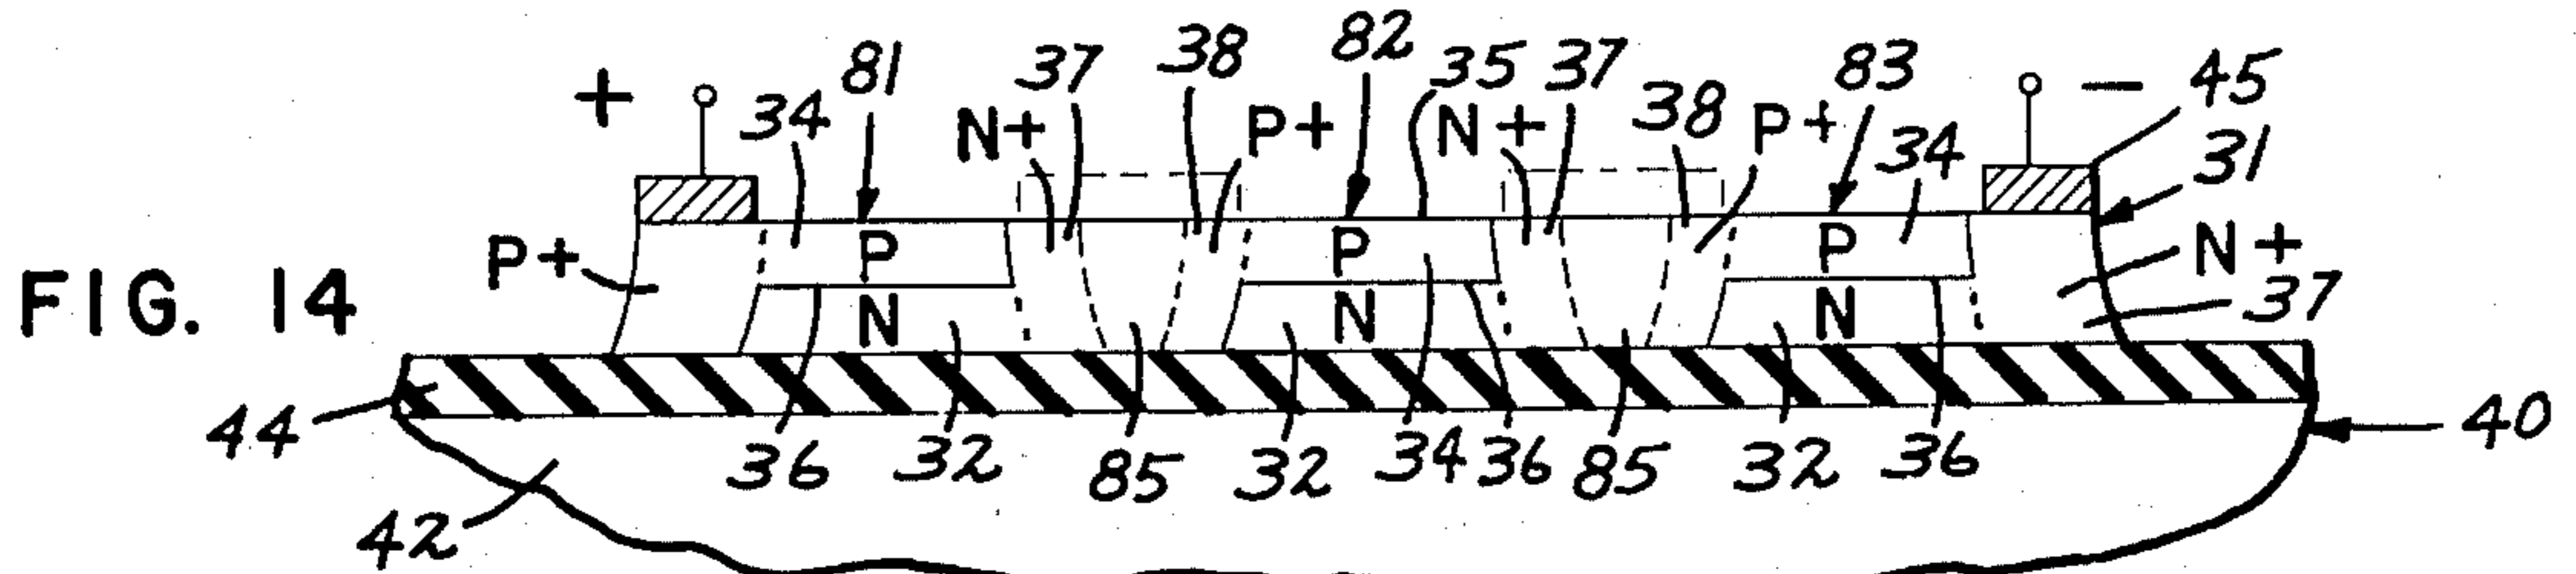 + 34 81 N+ 37 38 P+ 82 35 N+ 37 38 P+ 83 34 − 45
31
P+ P P P N+
FIG. 14 N N N 37
44 36 32 85 32 34 36 85 32 36 40
42